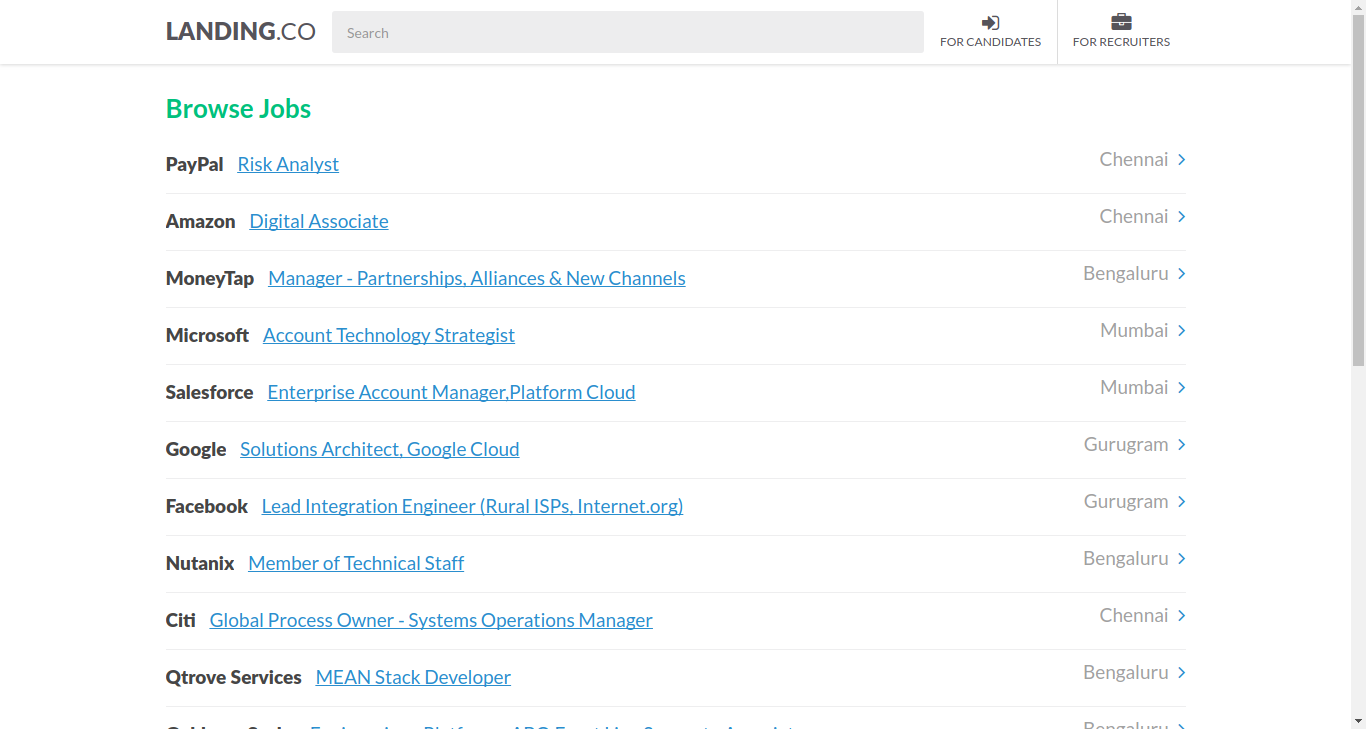 LANDING.CO
Search
FOR CANDIDATES
FOR RECRUITERS
Browse Jobs
PayPal Risk Analyst Chennai
Amazon Digital Associate Chennai
MoneyTap Manager - Partnerships, Alliances & New Channels Bengaluru
Microsoft Account Technology Strategist Mumbai
Salesforce Enterprise Account Manager,Platform Cloud Mumbai
Google Solutions Architect, Google Cloud Gurugram
Facebook Lead Integration Engineer (Rural ISPs, Internet.org) Gurugram
Nutanix Member of Technical Staff Bengaluru
Citi Global Process Owner - Systems Operations Manager Chennai
Qtrove Services MEAN Stack Developer Bengaluru
Bengaluru